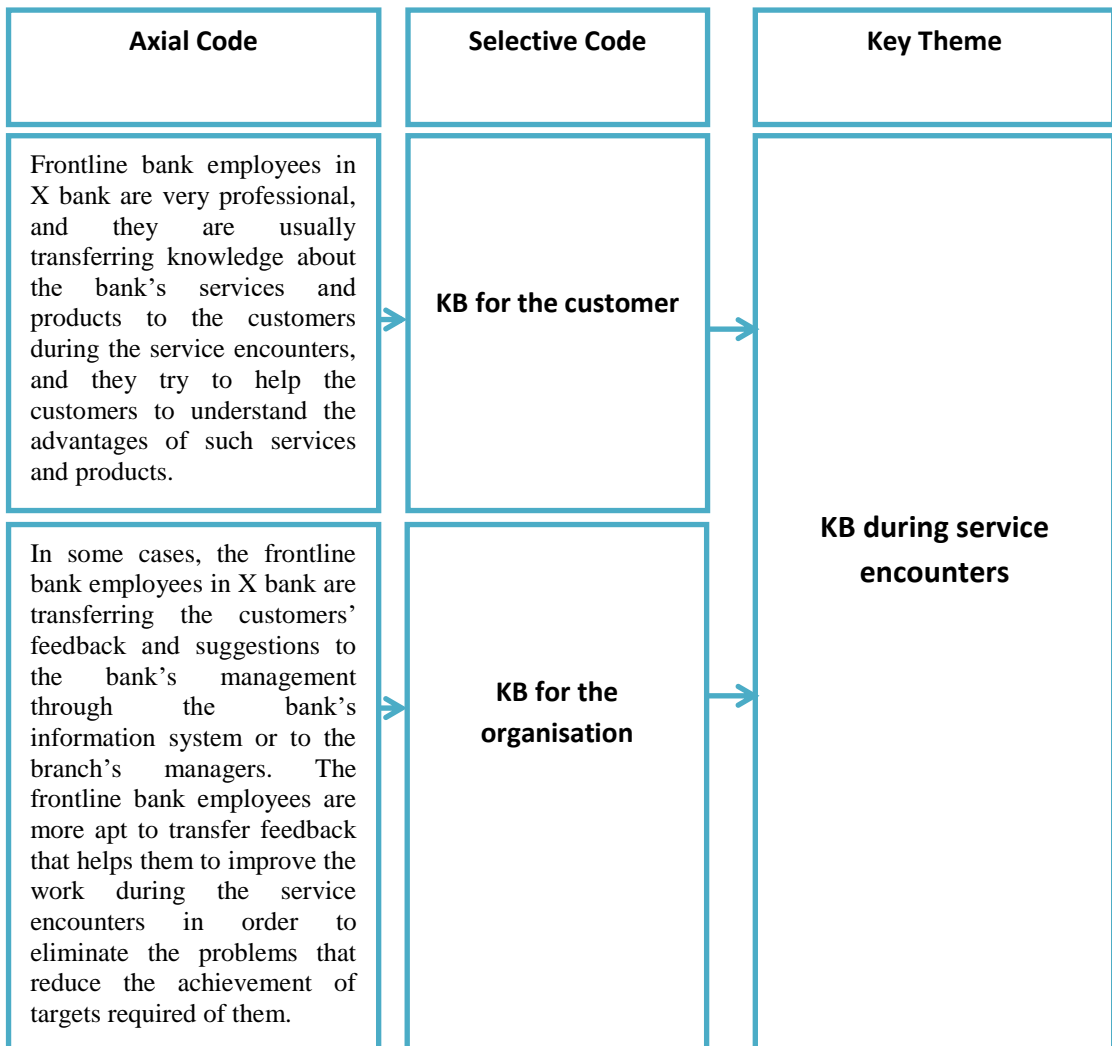 Axial Code
Selective Code
Key Theme
Frontline bank employees in
X bank are very professional,
and they are usually
transferring knowledge about
the bank’s services and
products to the customers
during the service encounters,
and they try to help the
customers to understand the
advantages of such services
and products.
KB for the customer
In some cases, the frontline
bank employees in X bank are
transferring the customers’
feedback and suggestions to
the bank’s management
through the bank’s
information system or to the
branch’s managers. The
frontline bank employees are
more apt to transfer feedback
that helps them to improve the
work during the service
encounters in order to
eliminate the problems that
reduce the achievement of
targets required of them.
KB for the
organisation
KB during service
encounters